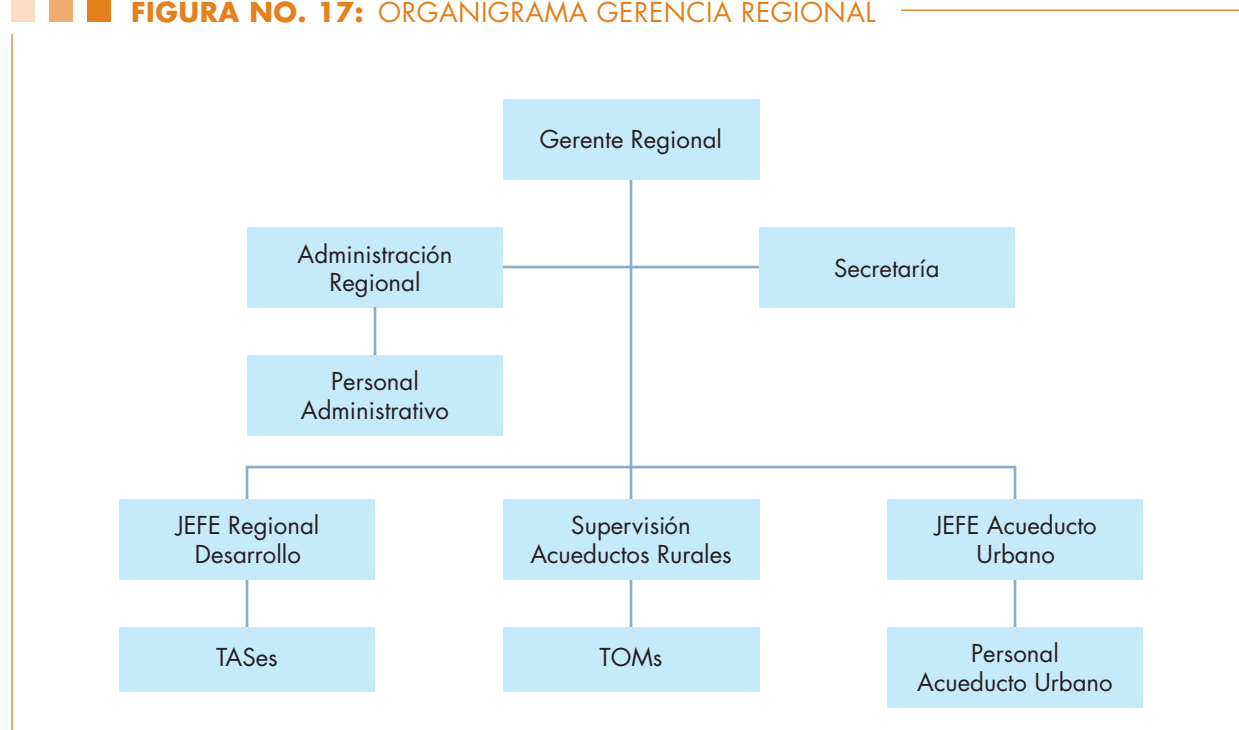 FIGURA NO. 17: ORGANIGRAMA GERENCIA REGIONAL
Gerente Regional
Administración
Regional
Secretaría
Personal
Administrativo
JEFE Regional
Desarrollo
Supervisión
Acueductos Rurales
JEFE Acueducto
Urbano
TASes
TOMs
Personal
Acueducto Urbano